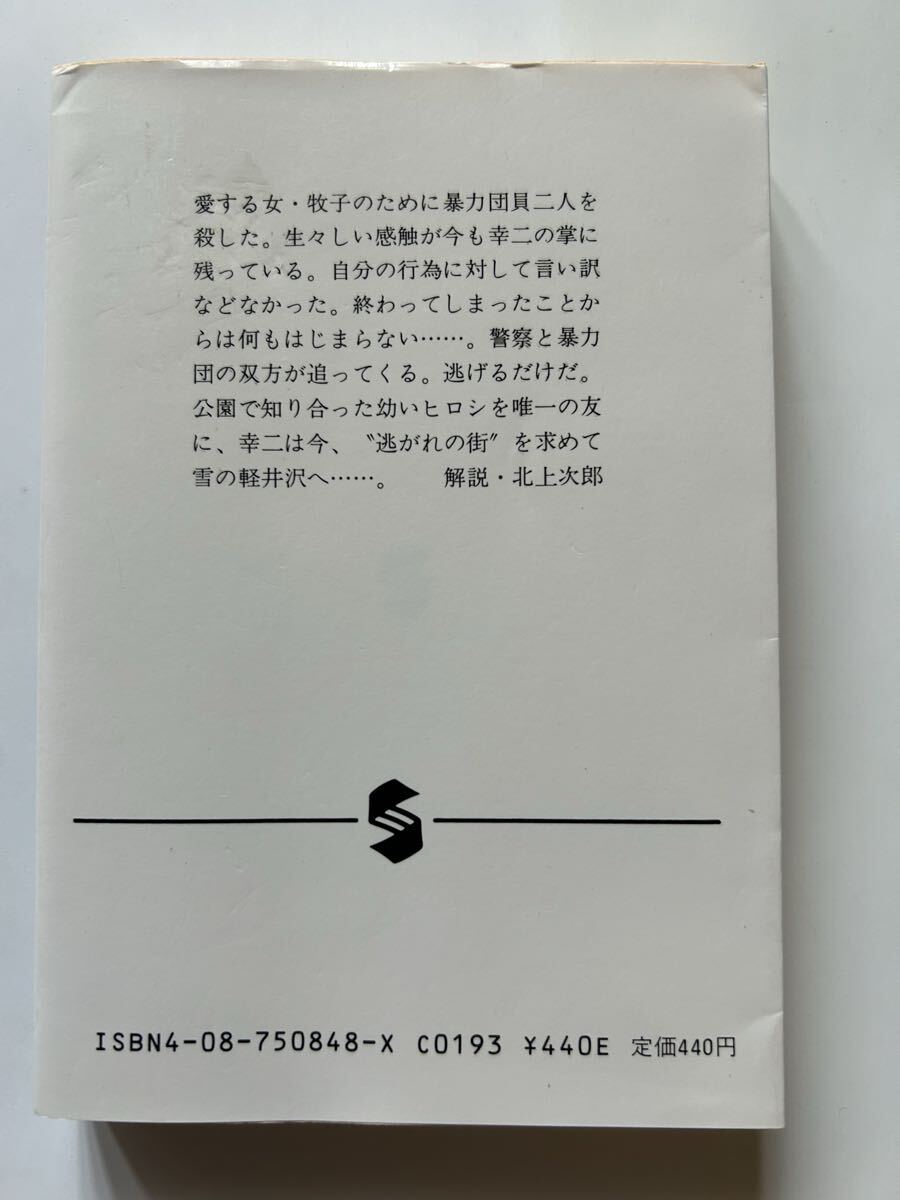 愛する女・牧子のために暴力団員二人を
殺した。生々しい感触が今も幸二の掌に
残っている。自分の行為に対して言い訳
などなかった。終わってしまったことか
らは何もはじまらない……。警察と暴力
団の双方が追ってくる。逃げるだけだ。
公園で知り合った幼いヒロシを唯一の友
に、幸二は今、〝逃がれの街〟を求めて
雪の軽井沢へ……。　解説・北上次郎
ISBN4-08-750848-X C0193 ¥440E 定価440円